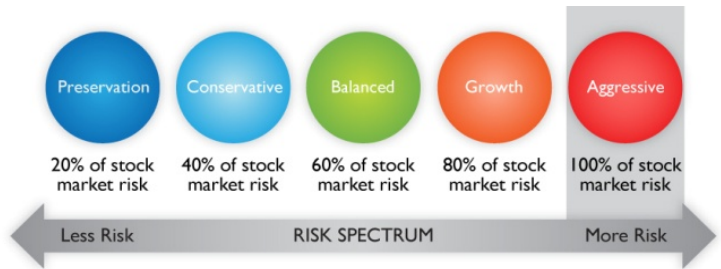 Preservation
Conservative
Balanced
Growth
Aggressive
20% of stock
market risk
40% of stock
market risk
60% of stock
market risk
80% of stock
market risk
100% of stock
market risk
Less Risk
RISK SPECTRUM
More Risk